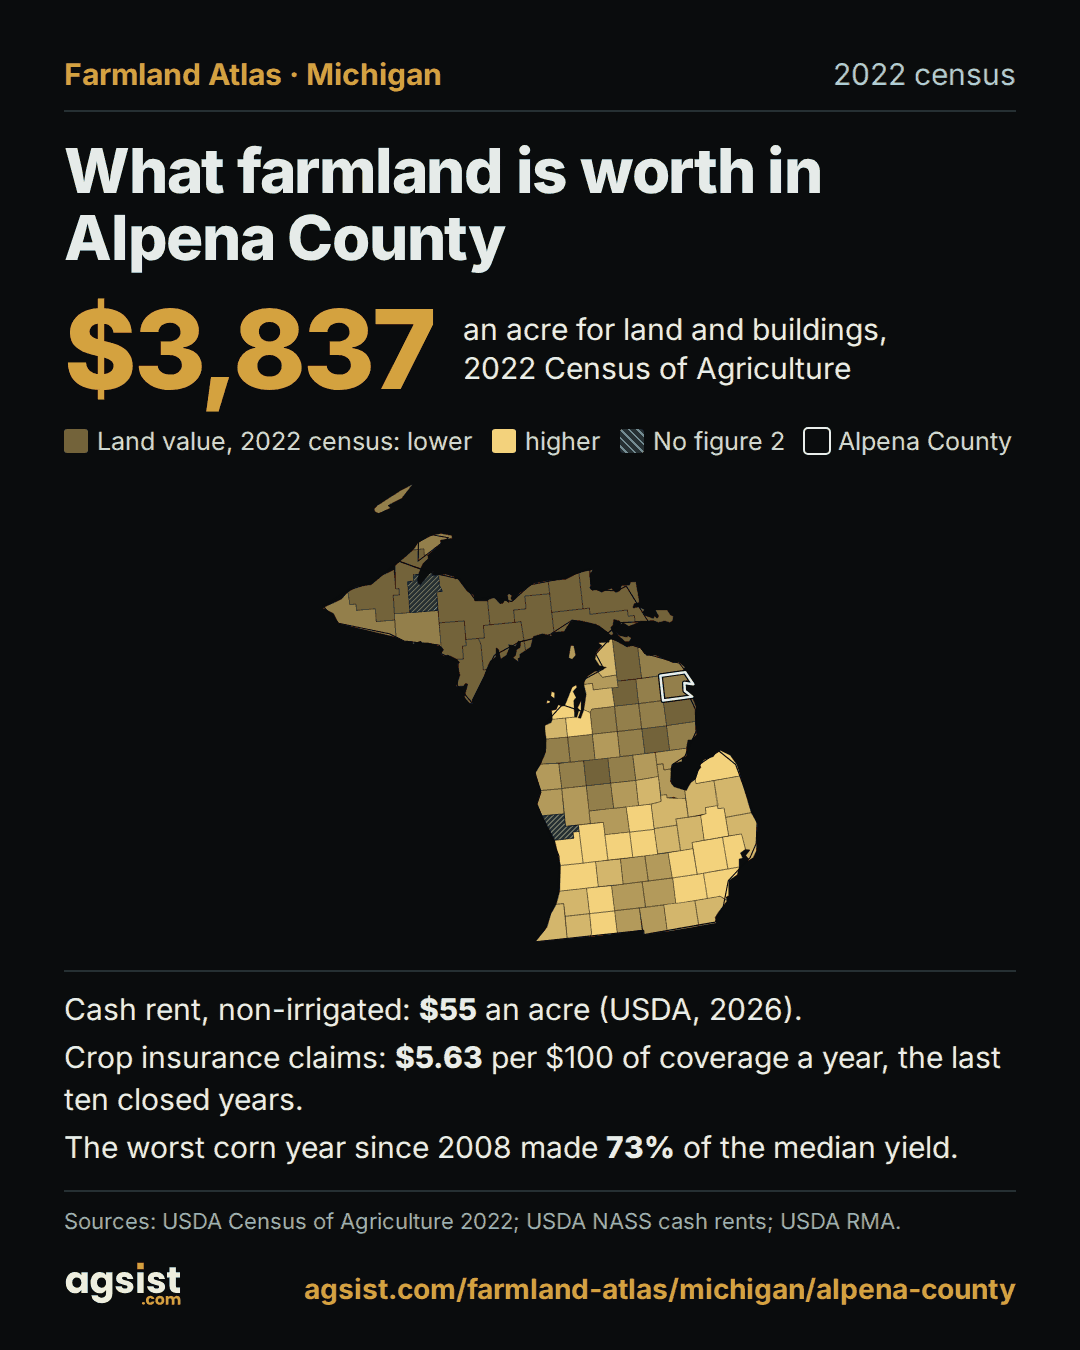 Farmland Atlas · Michigan
2022 census
What farmland is worth in
Alpena County
$3,837
an acre for land and buildings,
2022 Census of Agriculture
Land value, 2022 census: lower
higher
No figure 2
Alpena County
Cash rent, non-irrigated: $55 an acre (USDA, 2026).
Crop insurance claims: $5.63 per $100 of coverage a year, the last
ten closed years.
The worst corn year since 2008 made 73% of the median yield.
Sources: USDA Census of Agriculture 2022; USDA NASS cash rents; USDA RMA.
agsist
.com
agsist.com/farmland-atlas/michigan/alpena-county